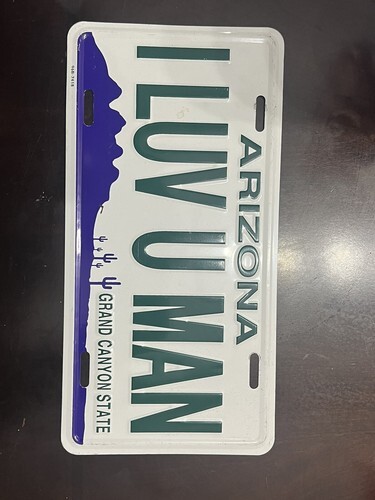 ARIZONA
I LUV U MAN
GRAND CANYON STATE